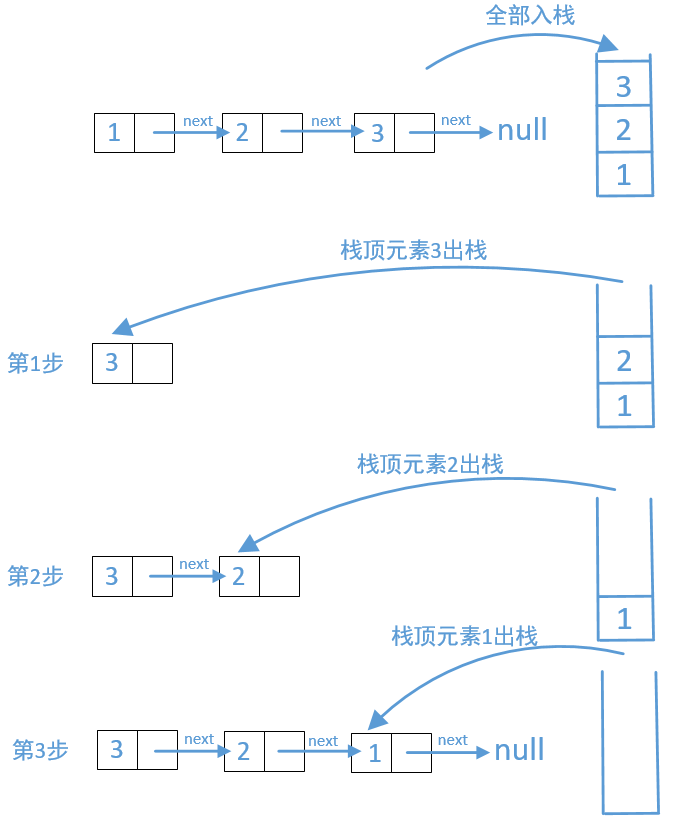 全部入栈
1 next 2 next 3 next null
3
2
1
栈顶元素3出栈
第1步 3
2
1
栈顶元素2出栈
第2步 3 next 2
1
栈顶元素1出栈
第3步 3 next 2 next 1 next null